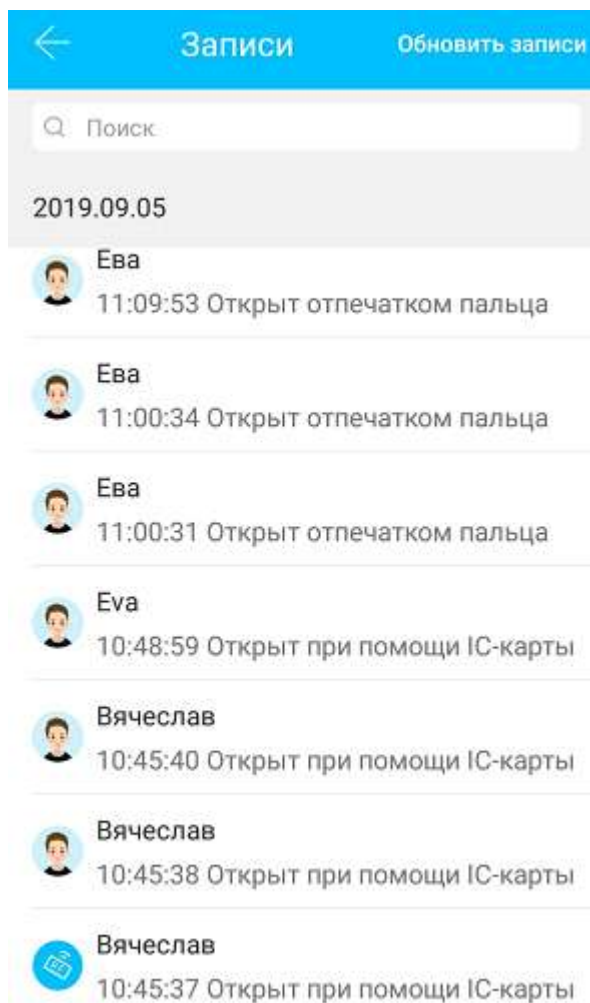 Записи
Обновить записи
Поиск
2019.09.05
Ева
11:09:53 Открыт отпечатком пальца
Ева
11:00:34 Открыт отпечатком пальца
Ева
11:00:31 Открыт отпечатком пальца
Eva
10:48:59 Открыт при помощи IC-карты
Вячеслав
10:45:40 Открыт при помощи IC-карты
Вячеслав
10:45:38 Открыт при помощи IC-карты
Вячеслав
10:45:37 Открыт при помощи IC-карты